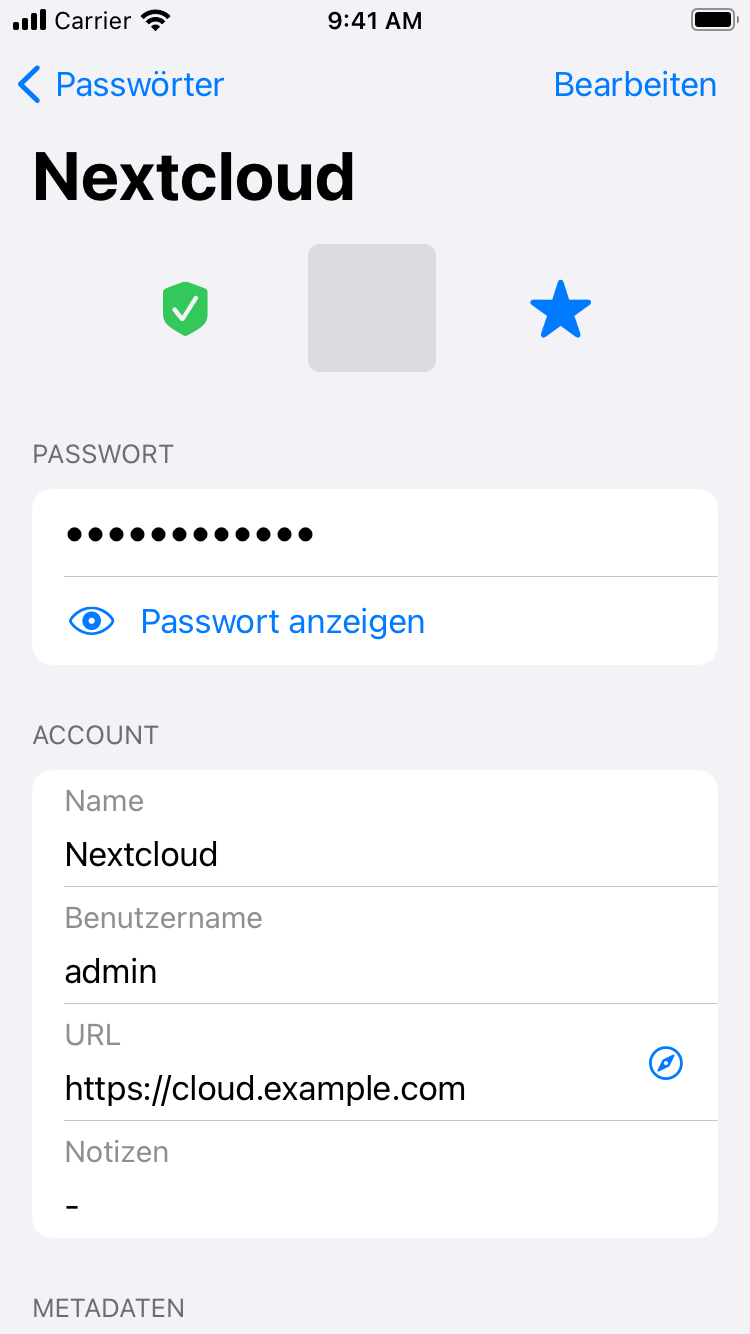 Carrier 9:41 AM
Passwörter Bearbeiten
Nextcloud
PASSWORT
●●●●●●●●●●●●
Passwort anzeigen
ACCOUNT
Name
Nextcloud
Benutzername
admin
URL
https://cloud.example.com
Notizen
-
METADATEN